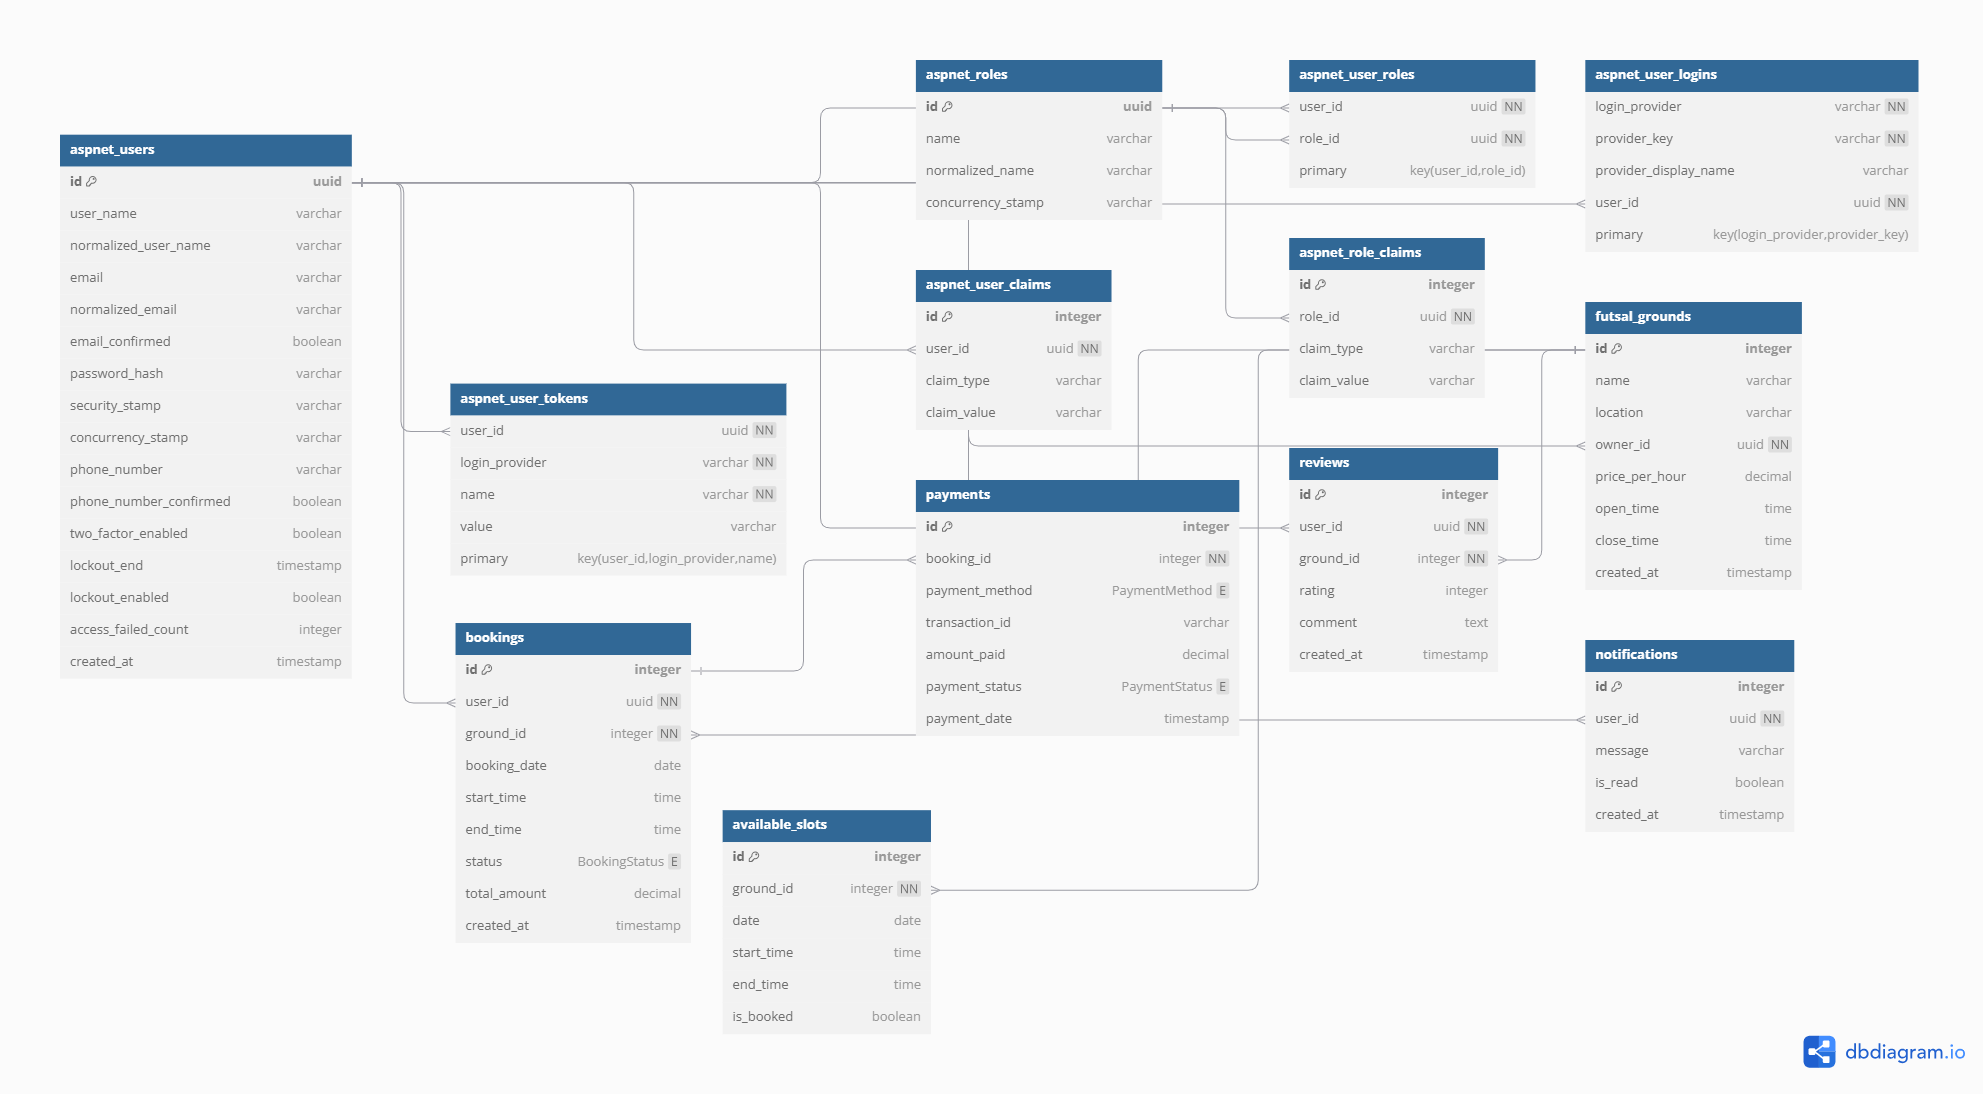 aspnet_users
id uuid
user_name varchar
normalized_user_name varchar
email varchar
normalized_email varchar
email_confirmed boolean
password_hash varchar
security_stamp varchar
concurrency_stamp varchar
phone_number varchar
phone_number_confirmed boolean
two_factor_enabled boolean
lockout_end timestamp
lockout_enabled boolean
access_failed_count integer
created_at timestamp
aspnet_user_tokens
user_id uuid NN
login_provider varchar NN
name varchar NN
value varchar
primary key(user_id,login_provider,name)
bookings
id integer
user_id uuid NN
ground_id integer NN
booking_date date
start_time time
end_time time
status BookingStatus E
total_amount decimal
created_at timestamp
available_slots
id integer
ground_id integer NN
date date
start_time time
end_time time
is_booked boolean
aspnet_roles
id uuid
name varchar
normalized_name varchar
concurrency_stamp varchar
aspnet_user_claims
id integer
user_id uuid NN
claim_type varchar
claim_value varchar
payments
id integer
booking_id integer NN
payment_method PaymentMethod E
transaction_id varchar
amount_paid decimal
payment_status PaymentStatus E
payment_date timestamp
aspnet_user_roles
user_id uuid NN
role_id uuid NN
primary key(user_id,role_id)
aspnet_role_claims
id integer
role_id uuid NN
claim_type varchar
claim_value varchar
reviews
id integer
user_id uuid NN
ground_id integer NN
rating integer
comment text
created_at timestamp
aspnet_user_logins
login_provider varchar NN
provider_key varchar NN
provider_display_name varchar
user_id uuid NN
primary key(login_provider,provider_key)
futsal_grounds
id integer
name varchar
location varchar
owner_id uuid NN
price_per_hour decimal
open_time time
close_time time
created_at timestamp
notifications
id integer
user_id uuid NN
message varchar
is_read boolean
created_at timestamp
dbdiagram.io